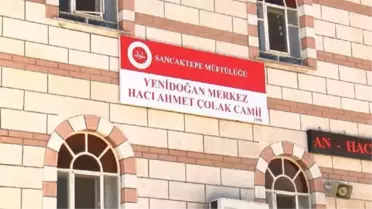 SANCAKTEPE MÜFTÜLÜĞÜ
YENİDOĞAN MERKEZ
HACI AHMET ÇOLAK CAMİİ
AN - HAC